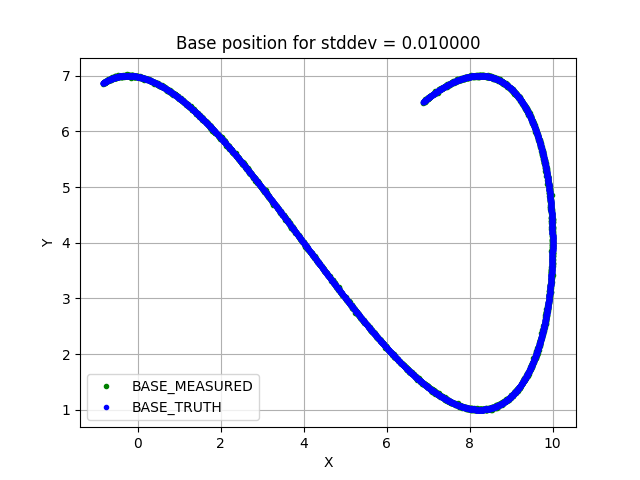 Base position for stddev = 0.010000
7
6
5
4
3
2
1
Y
BASE_MEASURED
BASE_TRUTH
0
2
4
6
8
10
X